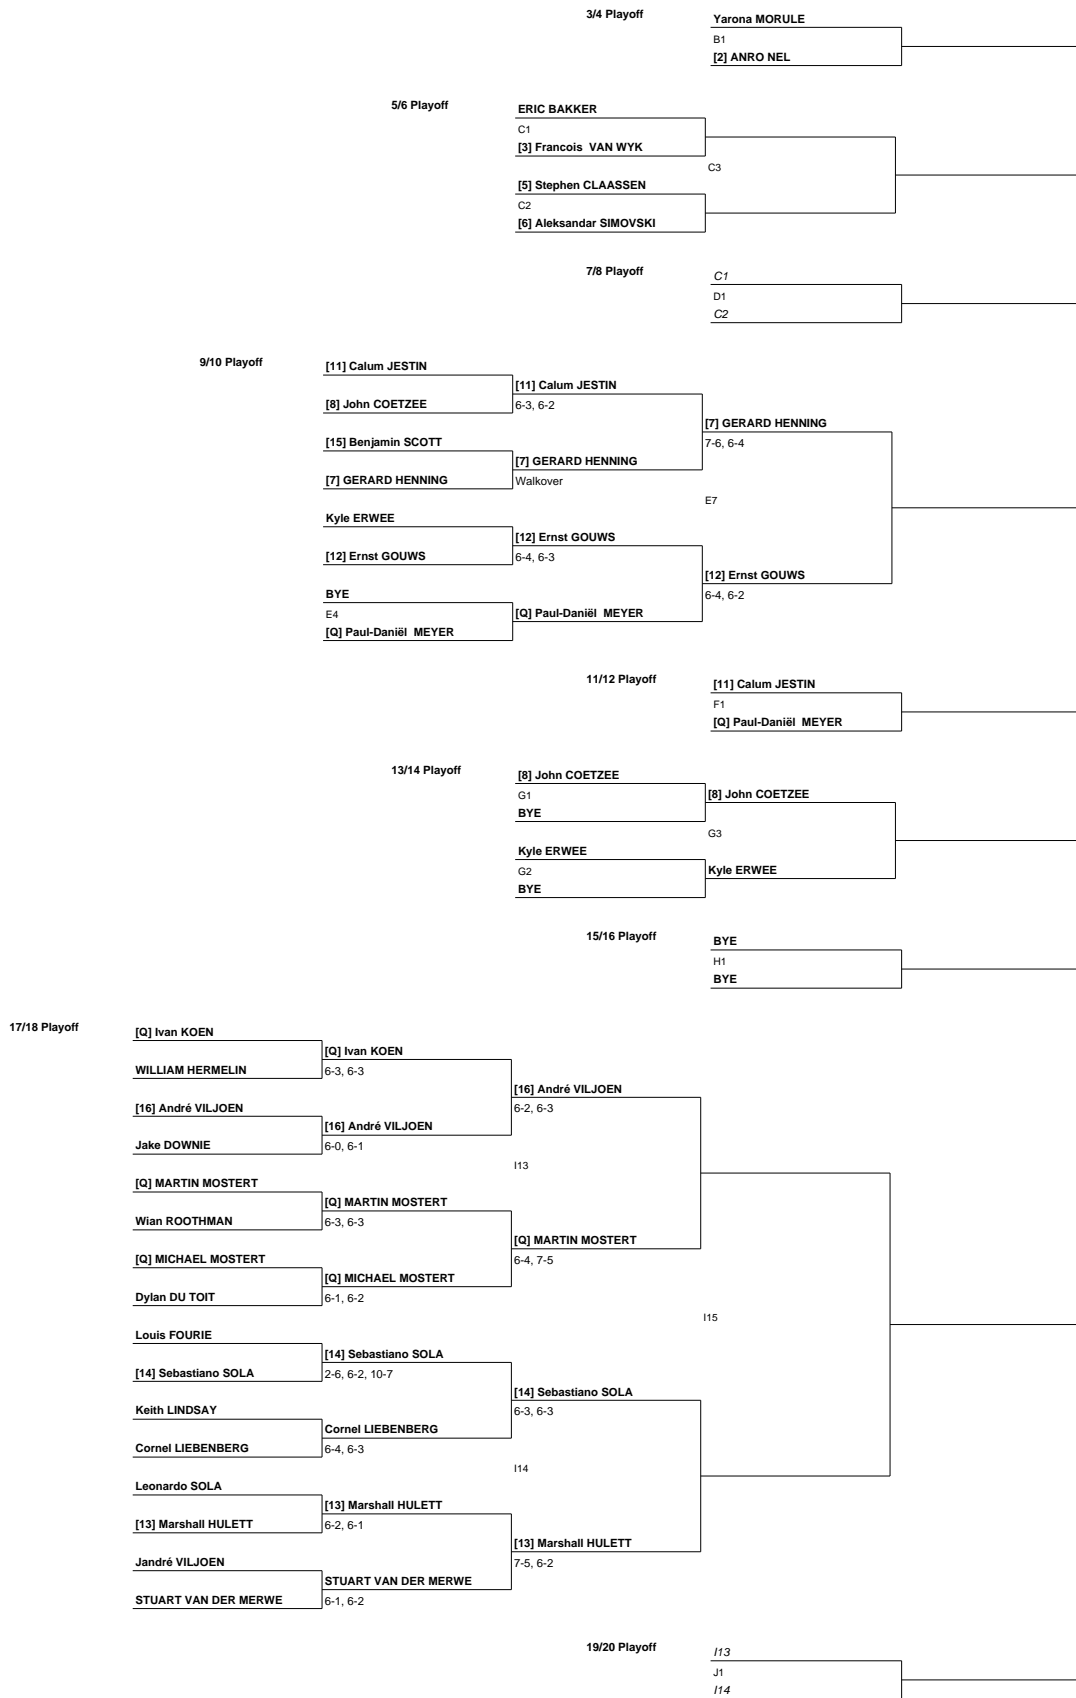 3/4 Playoff
Yarona MORULE
B1
[2] ANRO NEL
5/6 Playoff
ERIC BAKKER
C1
[3] Francois  VAN WYK
C3
[5] Stephen CLAASSEN
C2
[6] Aleksandar SIMOVSKI
7/8 Playoff
C1
D1
C2
9/10 Playoff
[11] Calum JESTIN
[11] Calum JESTIN
[8] John COETZEE
6-3, 6-2
[7] GERARD HENNING
[15] Benjamin SCOTT
7-6, 6-4
[7] GERARD HENNING
[7] GERARD HENNING
Walkover
E7
Kyle ERWEE
[12] Ernst GOUWS
[12] Ernst GOUWS
6-4, 6-3
[12] Ernst GOUWS
BYE
6-4, 6-2
E4
[Q] Paul-Daniël  MEYER
[Q] Paul-Daniël  MEYER
11/12 Playoff
[11] Calum JESTIN
F1
[Q] Paul-Daniël  MEYER
13/14 Playoff
[8] John COETZEE
G1
[8] John COETZEE
BYE
G3
Kyle ERWEE
G2
Kyle ERWEE
BYE
15/16 Playoff
BYE
H1
BYE
17/18 Playoff
[Q] Ivan KOEN
[Q] Ivan KOEN
WILLIAM HERMELIN
6-3, 6-3
[16] André VILJOEN
[16] André VILJOEN
6-2, 6-3
[16] André VILJOEN
Jake DOWNIE
6-0, 6-1
I13
[Q] MARTIN MOSTERT
[Q] MARTIN MOSTERT
Wian ROOTHMAN
6-3, 6-3
[Q] MARTIN MOSTERT
[Q] MICHAEL MOSTERT
6-4, 7-5
[Q] MICHAEL MOSTERT
Dylan DU TOIT
6-1, 6-2
I15
Louis FOURIE
[14] Sebastiano SOLA
[14] Sebastiano SOLA
2-6, 6-2, 10-7
[14] Sebastiano SOLA
Keith LINDSAY
6-3, 6-3
Cornel LIEBENBERG
Cornel LIEBENBERG
6-4, 6-3
I14
Leonardo SOLA
[13] Marshall HULETT
[13] Marshall HULETT
6-2, 6-1
[13] Marshall HULETT
Jandré VILJOEN
7-5, 6-2
STUART VAN DER MERWE
STUART VAN DER MERWE
6-1, 6-2
19/20 Playoff
I13
J1
I14